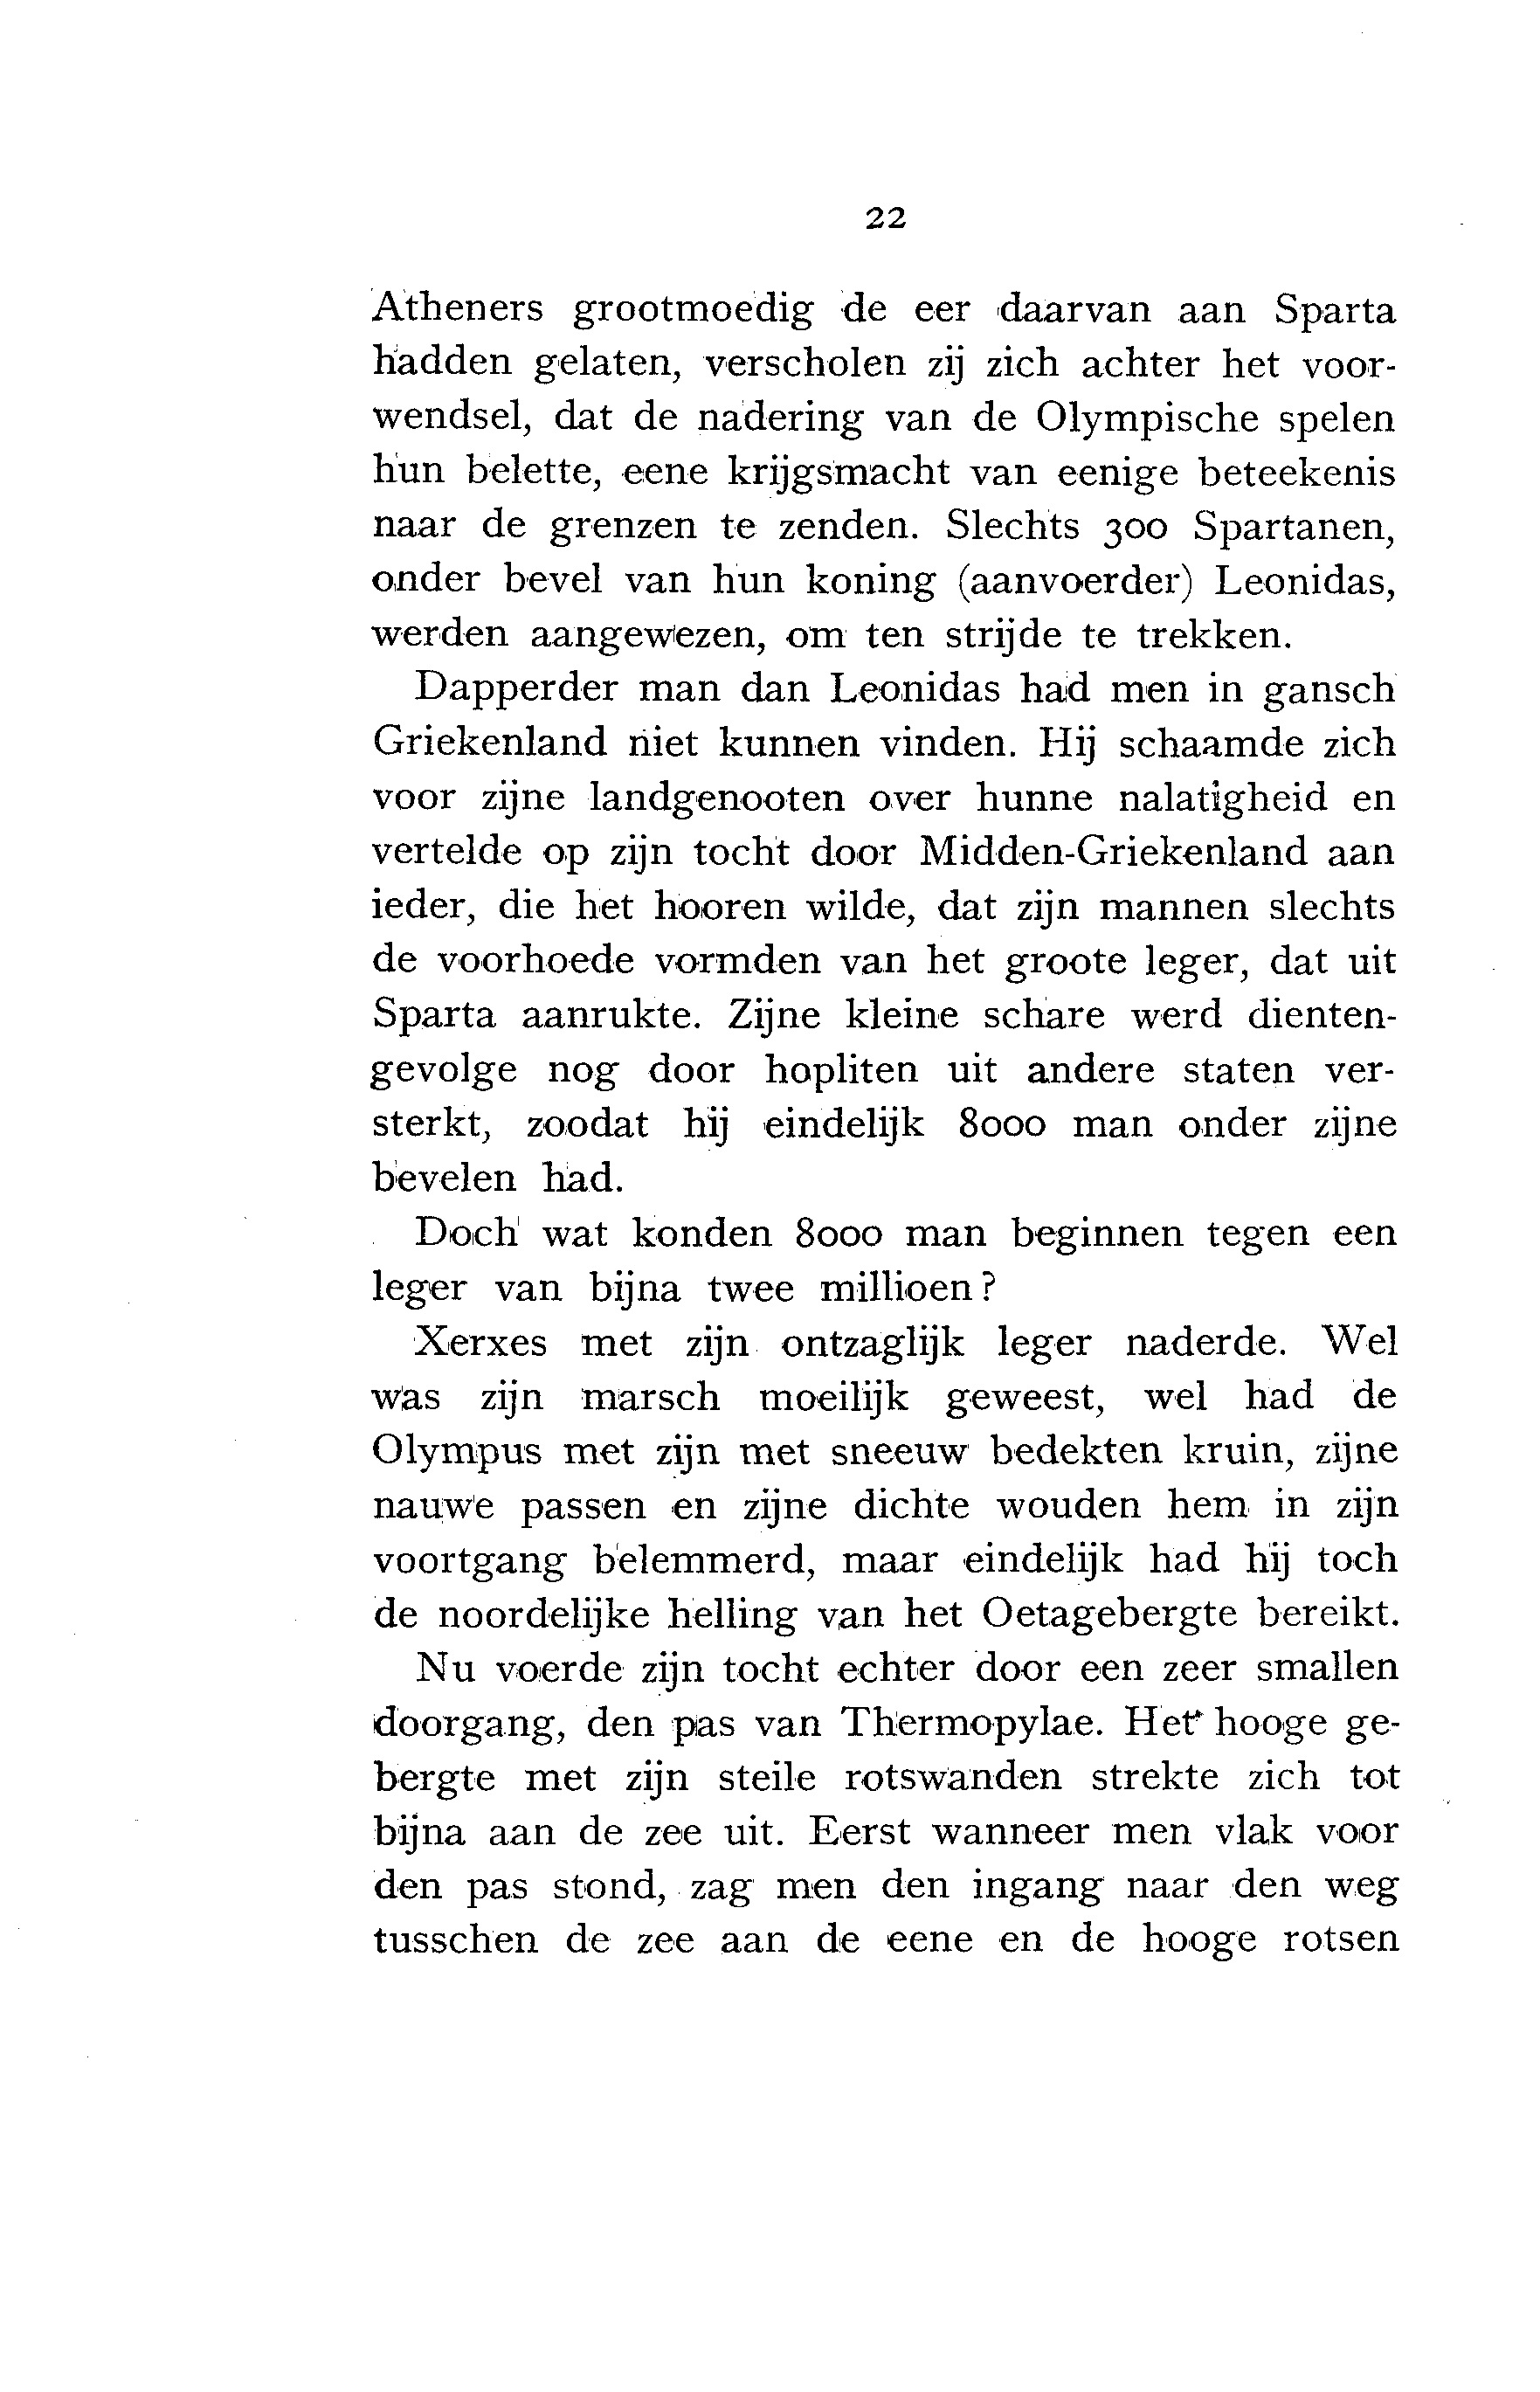 22
Atheners grootmoedig de eer daarvan aan Sparta
hadden gelaten, verscholen zij zich achter het voor-
wendsel, dat de nadering van de Olympische spelen
hun belette, eene krijgsmacht van eenige beteekenis
naar de grenzen te zenden. Slechts 300 Spartanen,
onder bevel van hun koning (aanvoerder) Leonidas,
werden aangewezen, om ten strijde te trekken.
Dapperder man dan Leonidas had men in gansch
Griekenland niet kunnen vinden. Hij schaamde zich
voor zijne landgenooten over hunne nalatigheid en
vertelde op zijn tocht door Midden-Griekenland aan
ieder, die het hooren wilde, dat zijn mannen slechts
de voorhoede vormden van het groote leger, dat uit
Sparta aanrukte. Zijne kleine schare werd dienten-
gevolge nog door hopliten uit andere staten ver-
sterkt, zoodat hij eindelijk 8000 man onder zijne
bevelen had.
Doch wat konden 8000 man beginnen tegen een
leger van bijna twee millioen?
Xerxes met zijn ontzaglijk leger naderde. Wel
was zijn marsch moeilijk geweest, wel had de
Olympus met zijn met sneeuw bedekten kruin, zijne
nauwe passen en zijne dichte wouden hem in zijn
voortgang belemmerd, maar eindelijk had hij toch
de noordelijke helling van het Oetagebergte bereikt.
Nu voerde zijn tocht echter door een zeer smallen
doorgang, den pas van Thermopylae. Het hooge ge-
bergte met zijn steile rotswanden strekte zich tot
bijna aan de zee uit. Eerst wanneer men vlak voor
den pas stond, zag men den ingang naar den weg
tusschen de zee aan de eene en de hooge rotsen